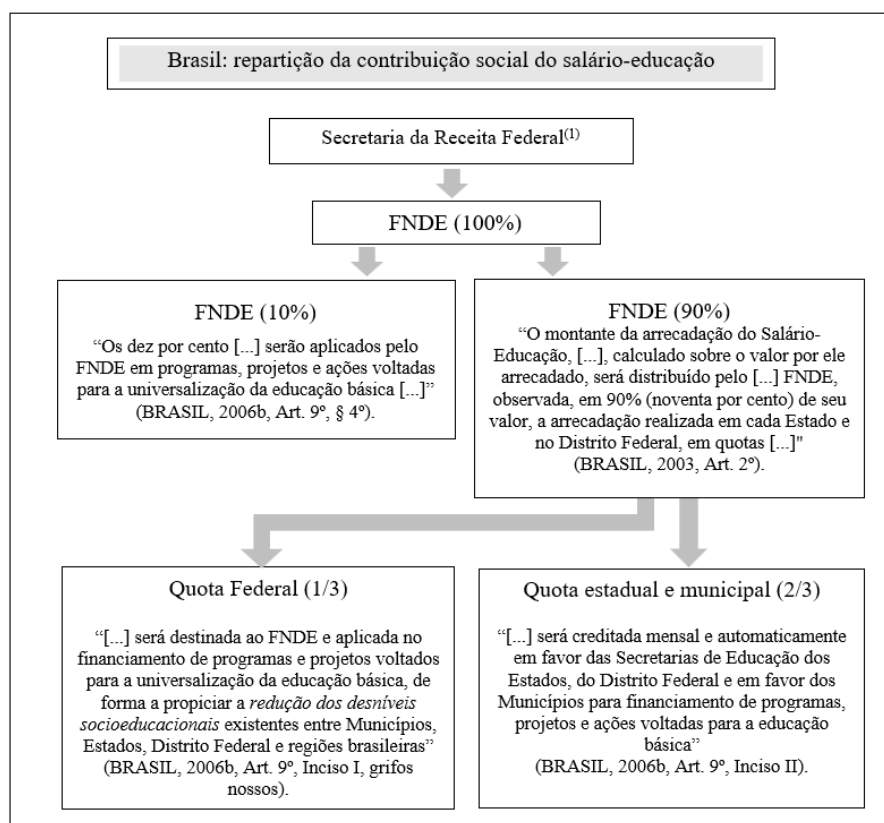 Brasil: repartição da contribuição social do salário-educação
Secretaria da Receita Federal(1)
FNDE (100%)
FNDE (10%)
“Os dez por cento [...] serão aplicados pelo
FNDE em programas, projetos e ações voltadas
para a universalização da educação básica [...]”
(BRASIL, 2006b, Art. 9º, § 4º).
FNDE (90%)
“O montante da arrecadação do Salário-
Educação, [...], calculado sobre o valor por ele
arrecadado, será distribuído pelo [...] FNDE,
observada, em 90% (noventa por cento) de seu
valor, a arrecadação realizada em cada Estado e
no Distrito Federal, em quotas [...]"
(BRASIL, 2003, Art. 2º).
Quota Federal (1/3)
“[...] será destinada ao FNDE e aplicada no
financiamento de programas e projetos voltados
para a universalização da educação básica, de
forma a propiciar a redução dos desníveis
socioeducacionais existentes entre Municípios,
Estados, Distrito Federal e regiões brasileiras”
(BRASIL, 2006b, Art. 9º, Inciso I, grifos
nossos).
Quota estadual e municipal (2/3)
“[...] será creditada mensal e automaticamente
em favor das Secretarias de Educação dos
Estados, do Distrito Federal e em favor dos
Municípios para financiamento de programas,
projetos e ações voltadas para a educação
básica”
(BRASIL, 2006b, Art. 9º, Inciso II).